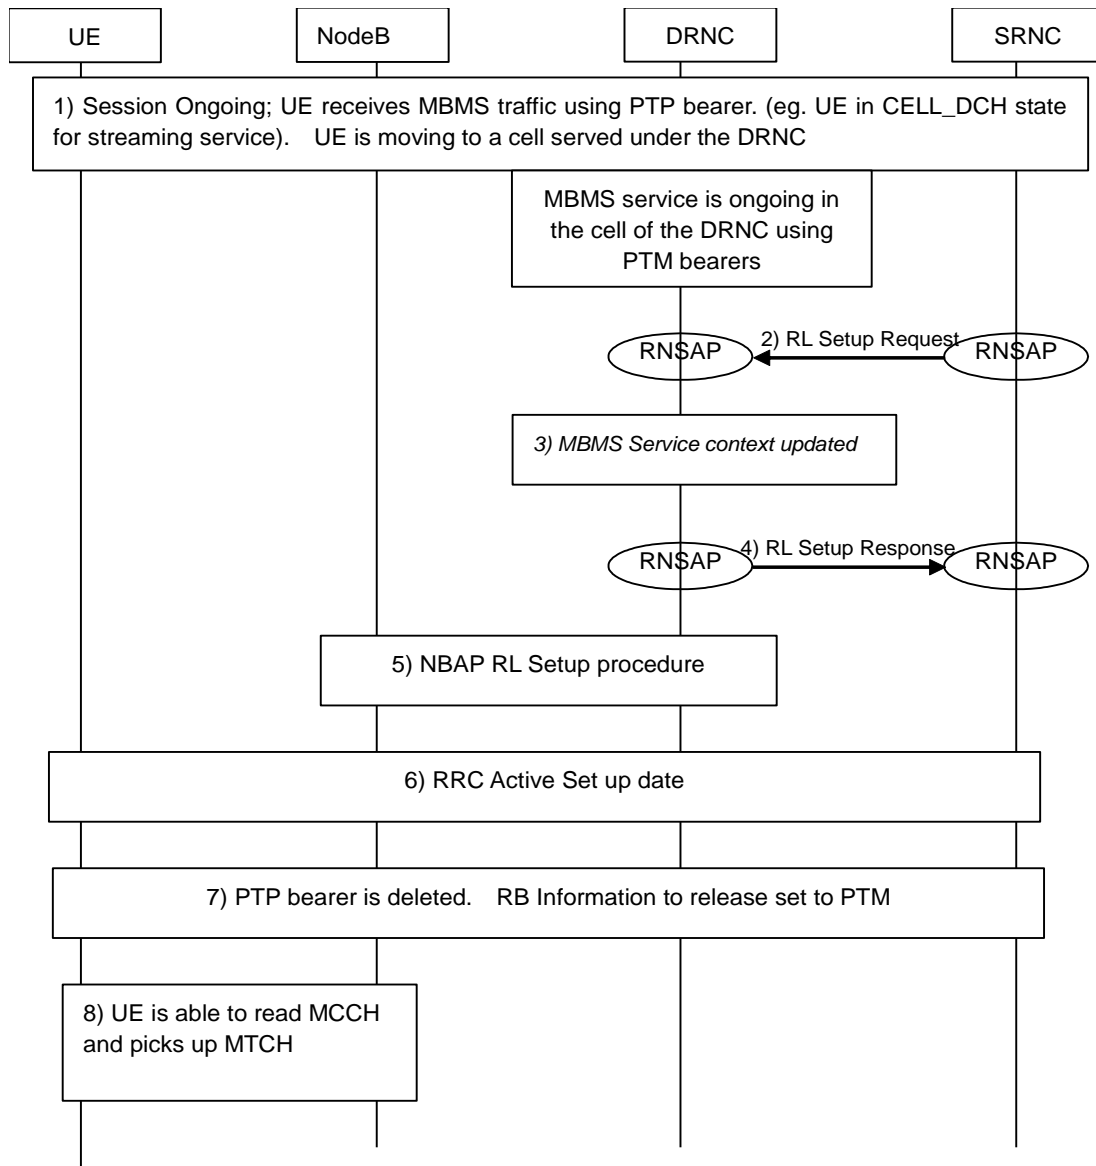 UE
NodeB
DRNC
SRNC
1) Session Ongoing; UE receives MBMS traffic using PTP bearer. (eg. UE in CELL_DCH state
for streaming service). UE is moving to a cell served under the DRNC
MBMS service is ongoing in
the cell of the DRNC using
PTM bearers
RNSAP
2) RL Setup Request
RNSAP
3) MBMS Service context updated
RNSAP
4) RL Setup Response
RNSAP
5) NBAP RL Setup procedure
6) RRC Active Set up date
7) PTP bearer is deleted. RB Information to release set to PTM
8) UE is able to read MCCH
and picks up MTCH